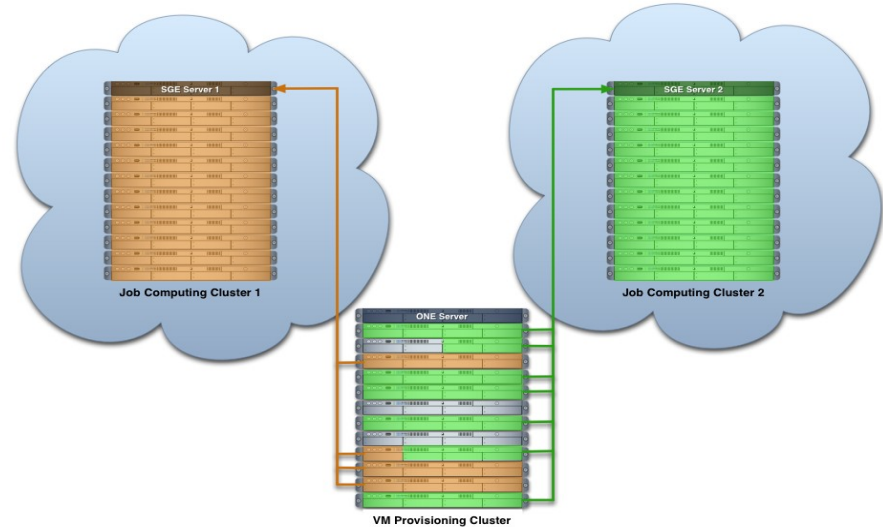 SGE Server 1
SGE Server 2
Job Computing Cluster 1
Job Computing Cluster 2
ONE Server
VM Provisioning Cluster